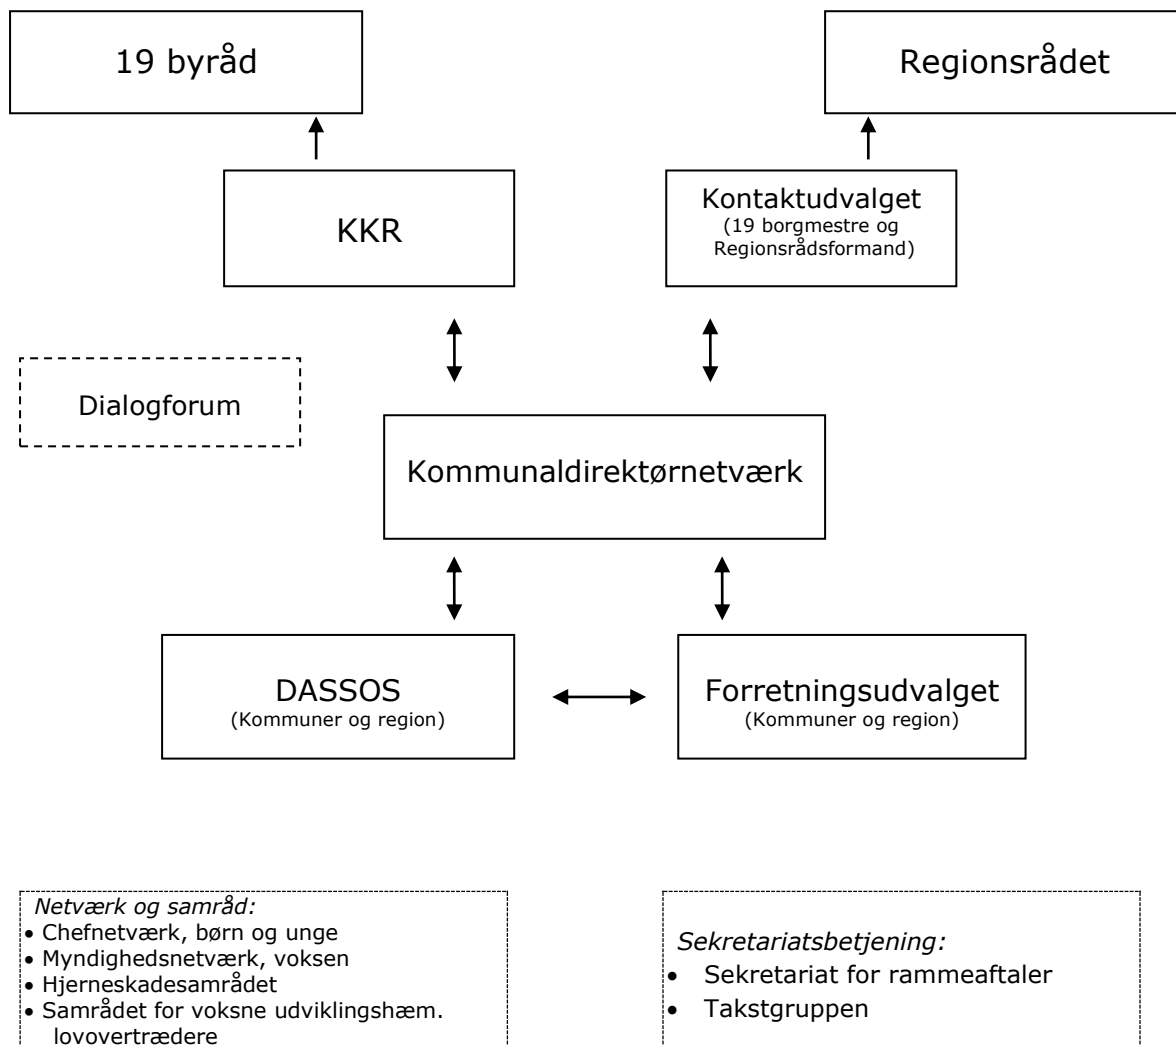 19 byråd
Regionsrådet
KKR
Kontaktudvalget
(19 borgmestre og
Regionsrådsformand)
Dialogforum
Kommunaldirektørnetværk
DASSOS
(Kommuner og region)
Forretningsudvalget
(Kommuner og region)
Netværk og samråd:
• Chefnetværk, børn og unge
• Myndighedsnetværk, voksen
• Hjerneskadesamrådet
• Samrådet for voksne udviklingshæm.
lovovertrædere
Sekretariatsbetjening:
• Sekretariat for rammeaftaler
• Takstgruppen